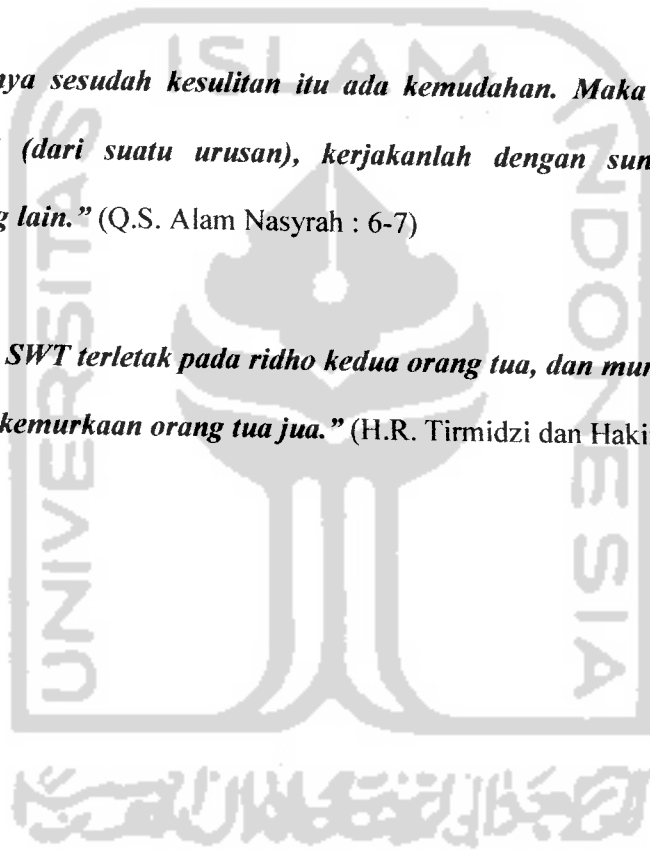 ISLAM
nya sesudah kesulitan itu ada kemudahan. Maka
(dari suatu urusan), kerjakanlah dengan sun
g lain." (Q.S. Alam Nasyrah : 6-7)
SWT terletak pada ridho kedua orang tua, dan mur
kemurkaan orang tua jua." (H.R. Tirmidzi dan Haki
UNIVERSITAS
INDONESIA